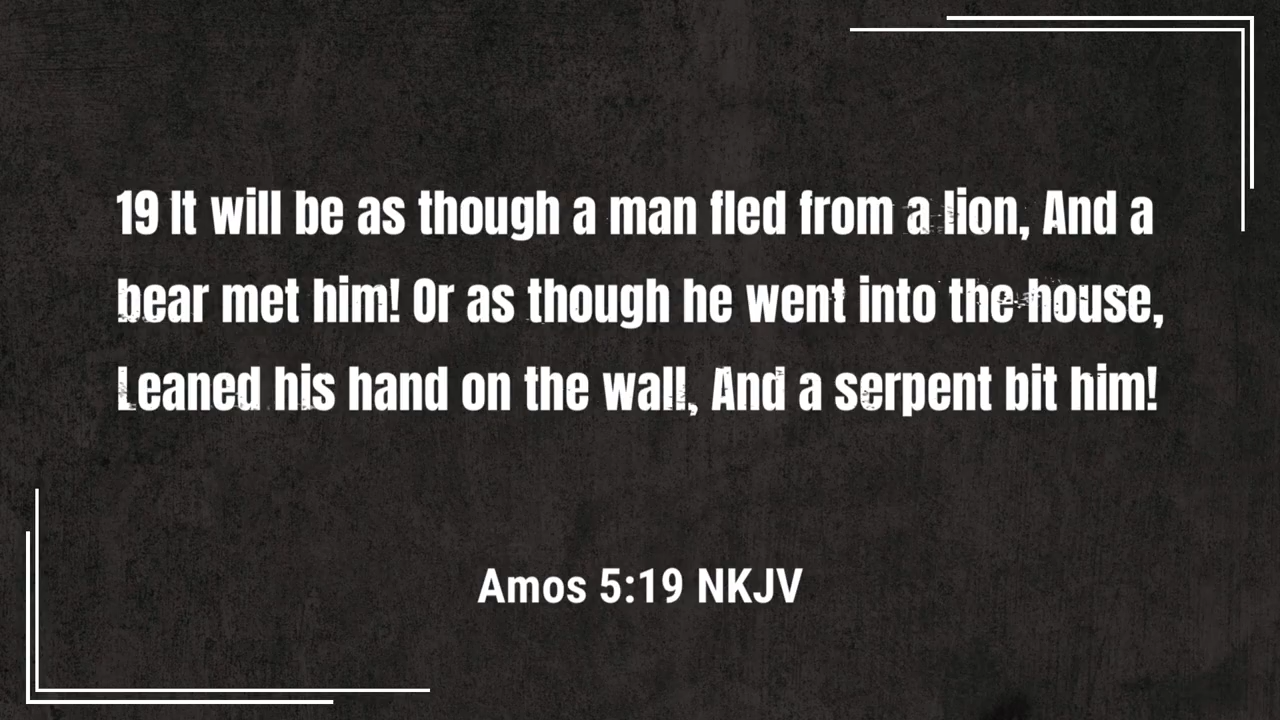 19 It will be as though a man fled from a lion, And a
bear met him! Or as though he went into the house,
Leaned his hand on the wall, And a serpent bit him!
Amos 5:19 NKJV